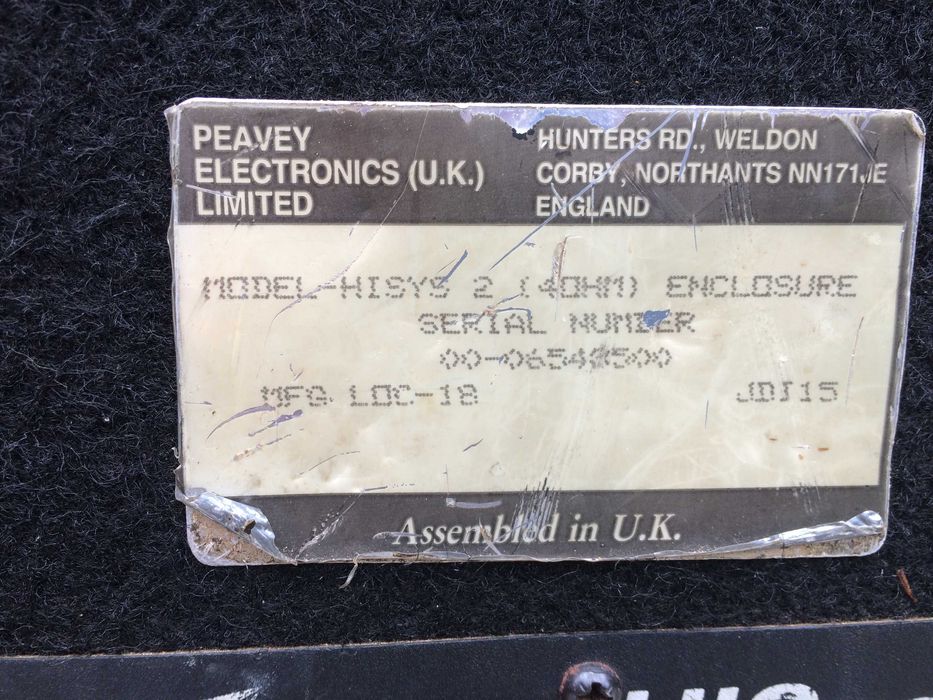 PEAVEY
ELECTRONICS (U.K.)
LIMITED
HUNTERS RD., WELDON
CORBY, NORTHANTS NN171JE
ENGLAND
MODEL-HISYS 2 (4OHM) ENCLOSURE
SERIAL NUMBER
MFG LOC-18 JDI15
Assembled in U.K.